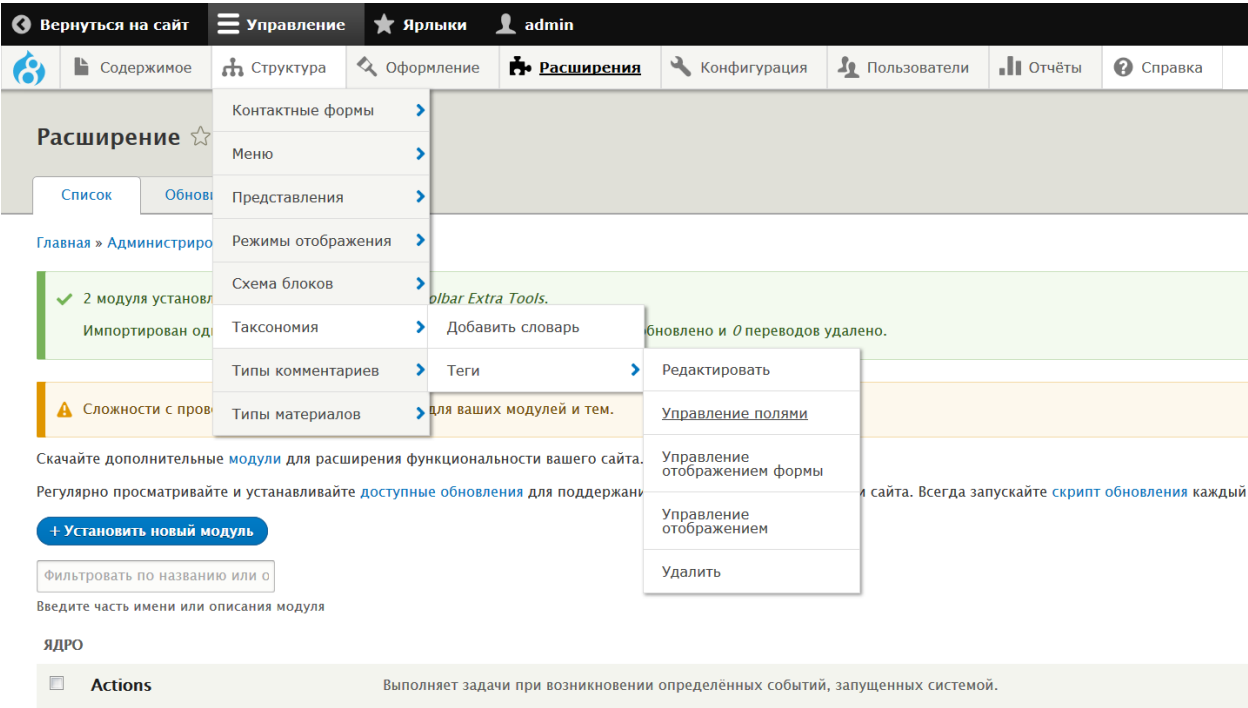 Вернуться на сайт Управление Ярлыки admin
Содержимое Структура Оформление Расширения Конфигурация Пользователи Отчёты Справка
Контактные формы
Расширение
Меню
Список Обнов Представления
Главная » Администриро Режимы отображения
Схема блоков
2 модуля установл olbar Extra Tools.
Таксономия Добавить словарь
Импортирован од бновлено и 0 переводов удалено.
Типы комментариев Теги Редактировать
Сложности с пров Типы материалов для ваших модулей и тем. Управление полями
Скачайте дополнительные модули для расширения функциональности вашего сайта. Управление
отображением формы
Регулярно просматривайте и устанавливайте доступные обновления для поддержани и сайта. Всегда запускайте скрипт обновления каждый
Управление
отображением
+ Установить новый модуль
Удалить
Фильтровать по названию или о
Введите часть имени или описания модуля
ЯДРО
Actions Выполняет задачи при возникновении определённых событий, запущенных системой.